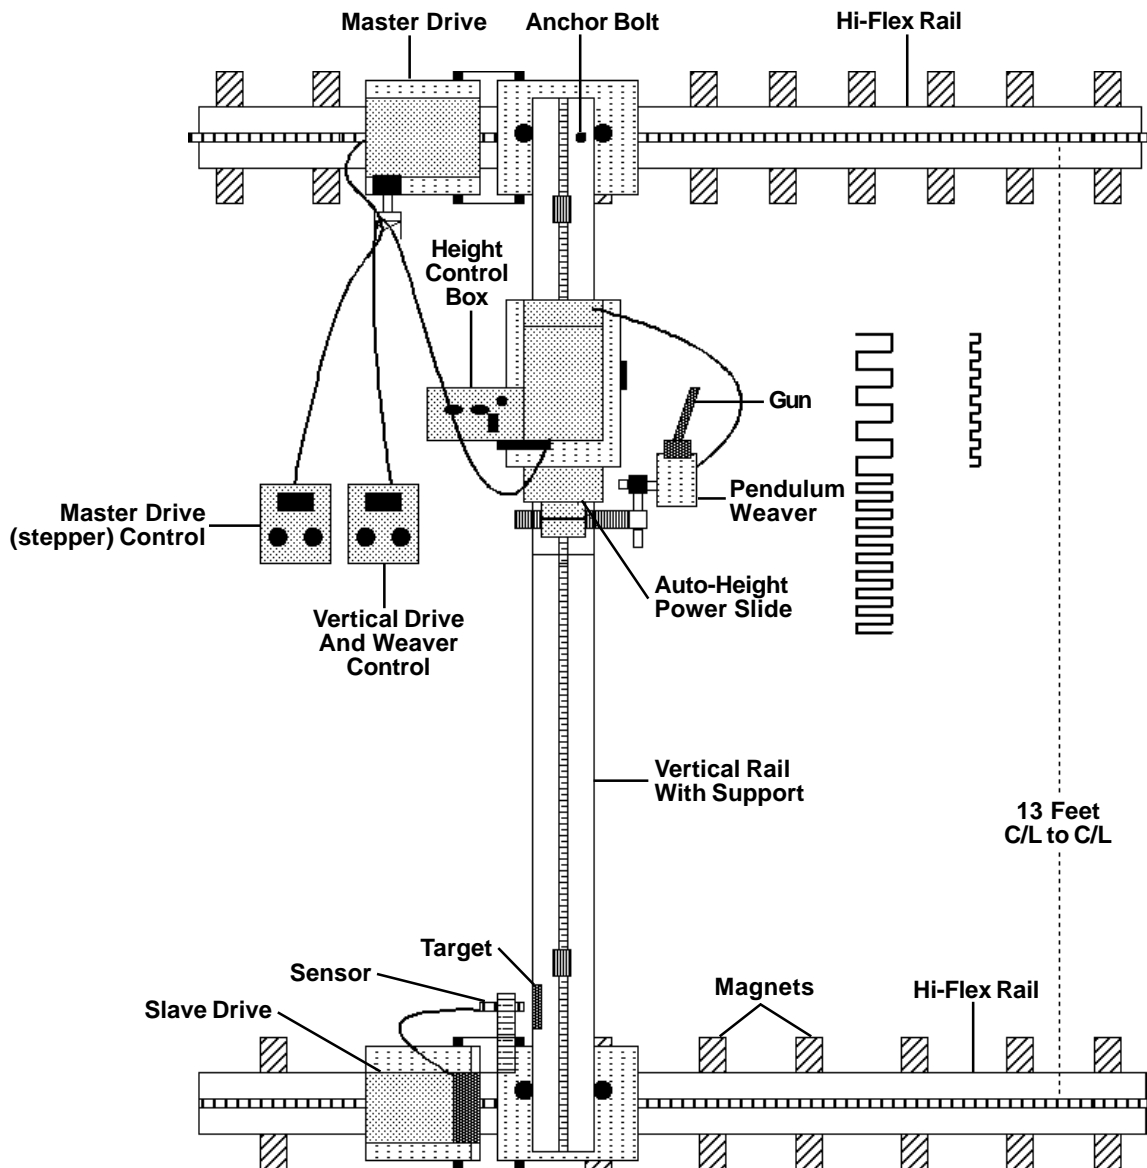 Master Drive
Anchor Bolt
Hi-Flex Rail
Height
Control
Box
Gun
Pendulum
Weaver
Master Drive
(stepper) Control
Auto-Height
Power Slide
Vertical Drive
And Weaver
Control
Vertical Rail
With Support
13 Feet
C/L to C/L
Target
Sensor
Magnets
Hi-Flex Rail
Slave Drive